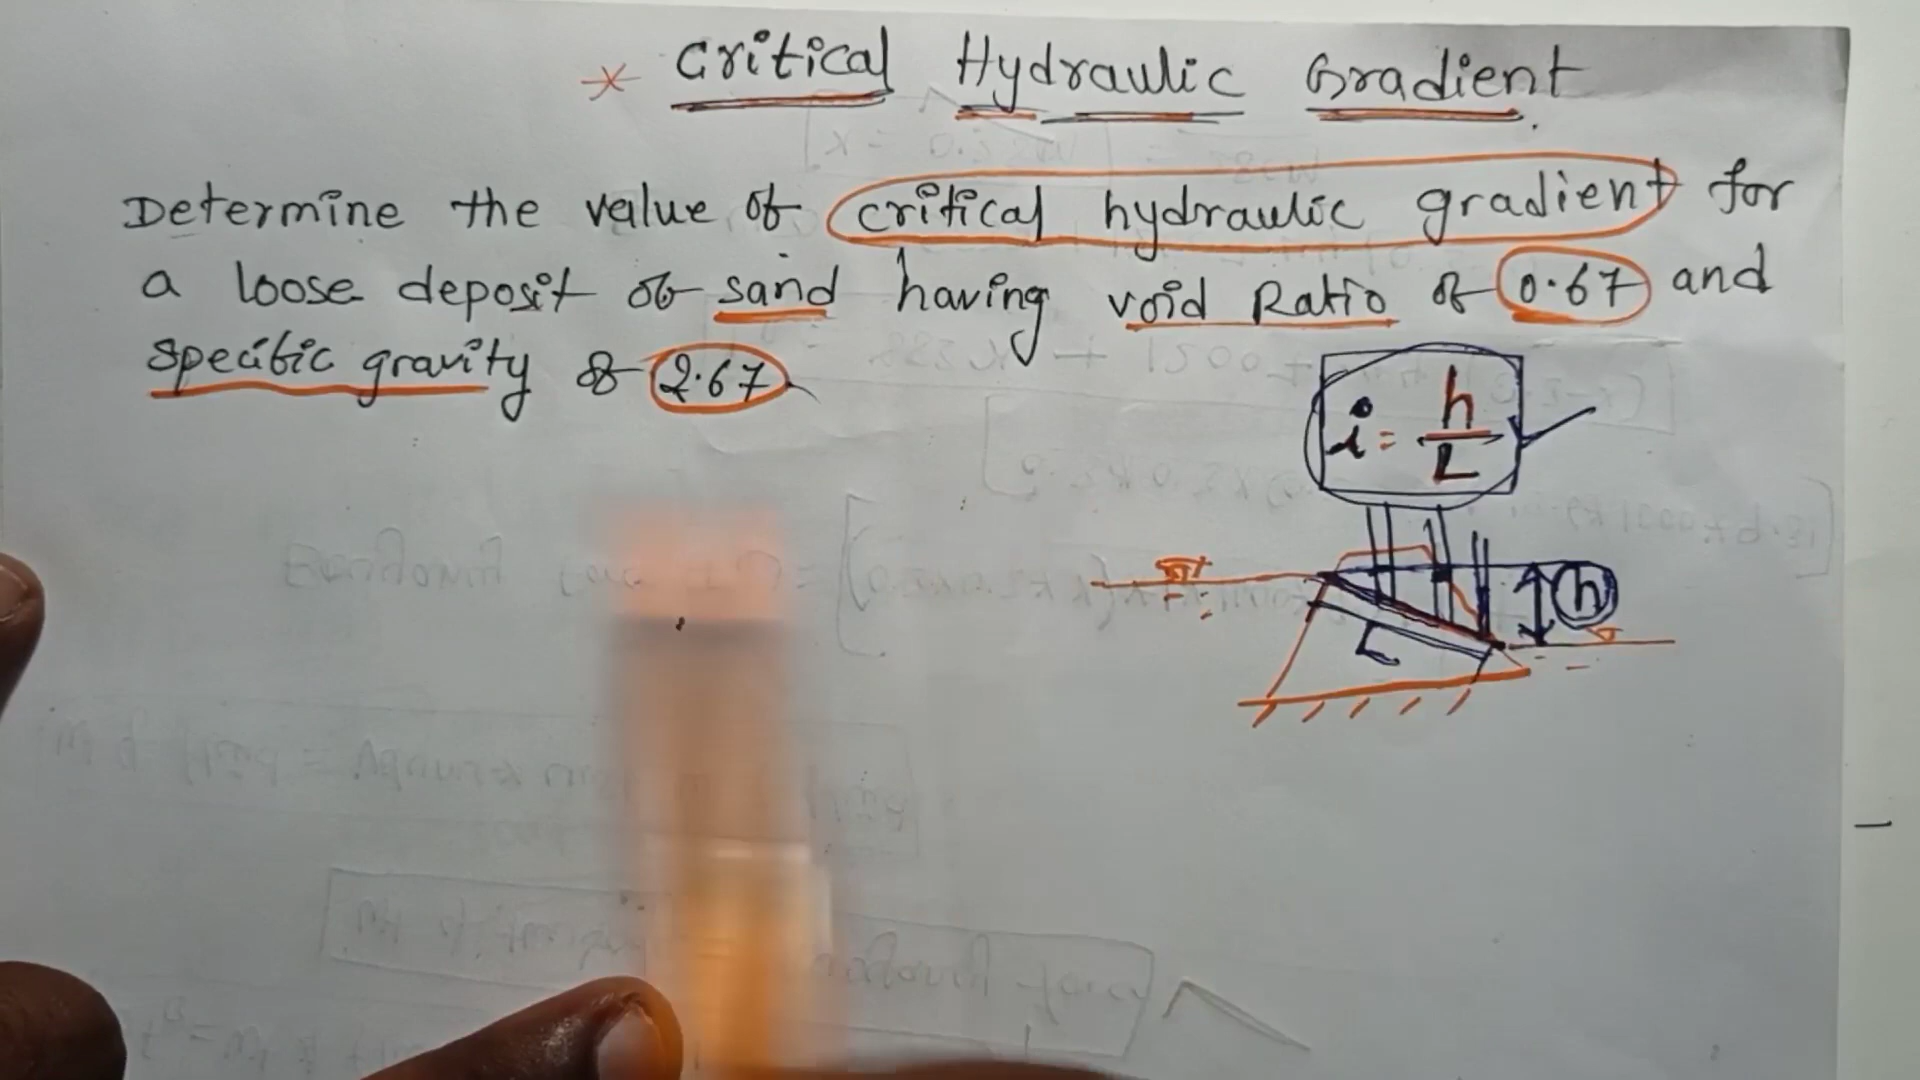 * Critical Hydraulic Gradient
Determine the value of critical hydraulic gradient for
a loose deposit of sand having void Ratio of 0.67 and
specific gravity of 2.67
i = h/L
h
L